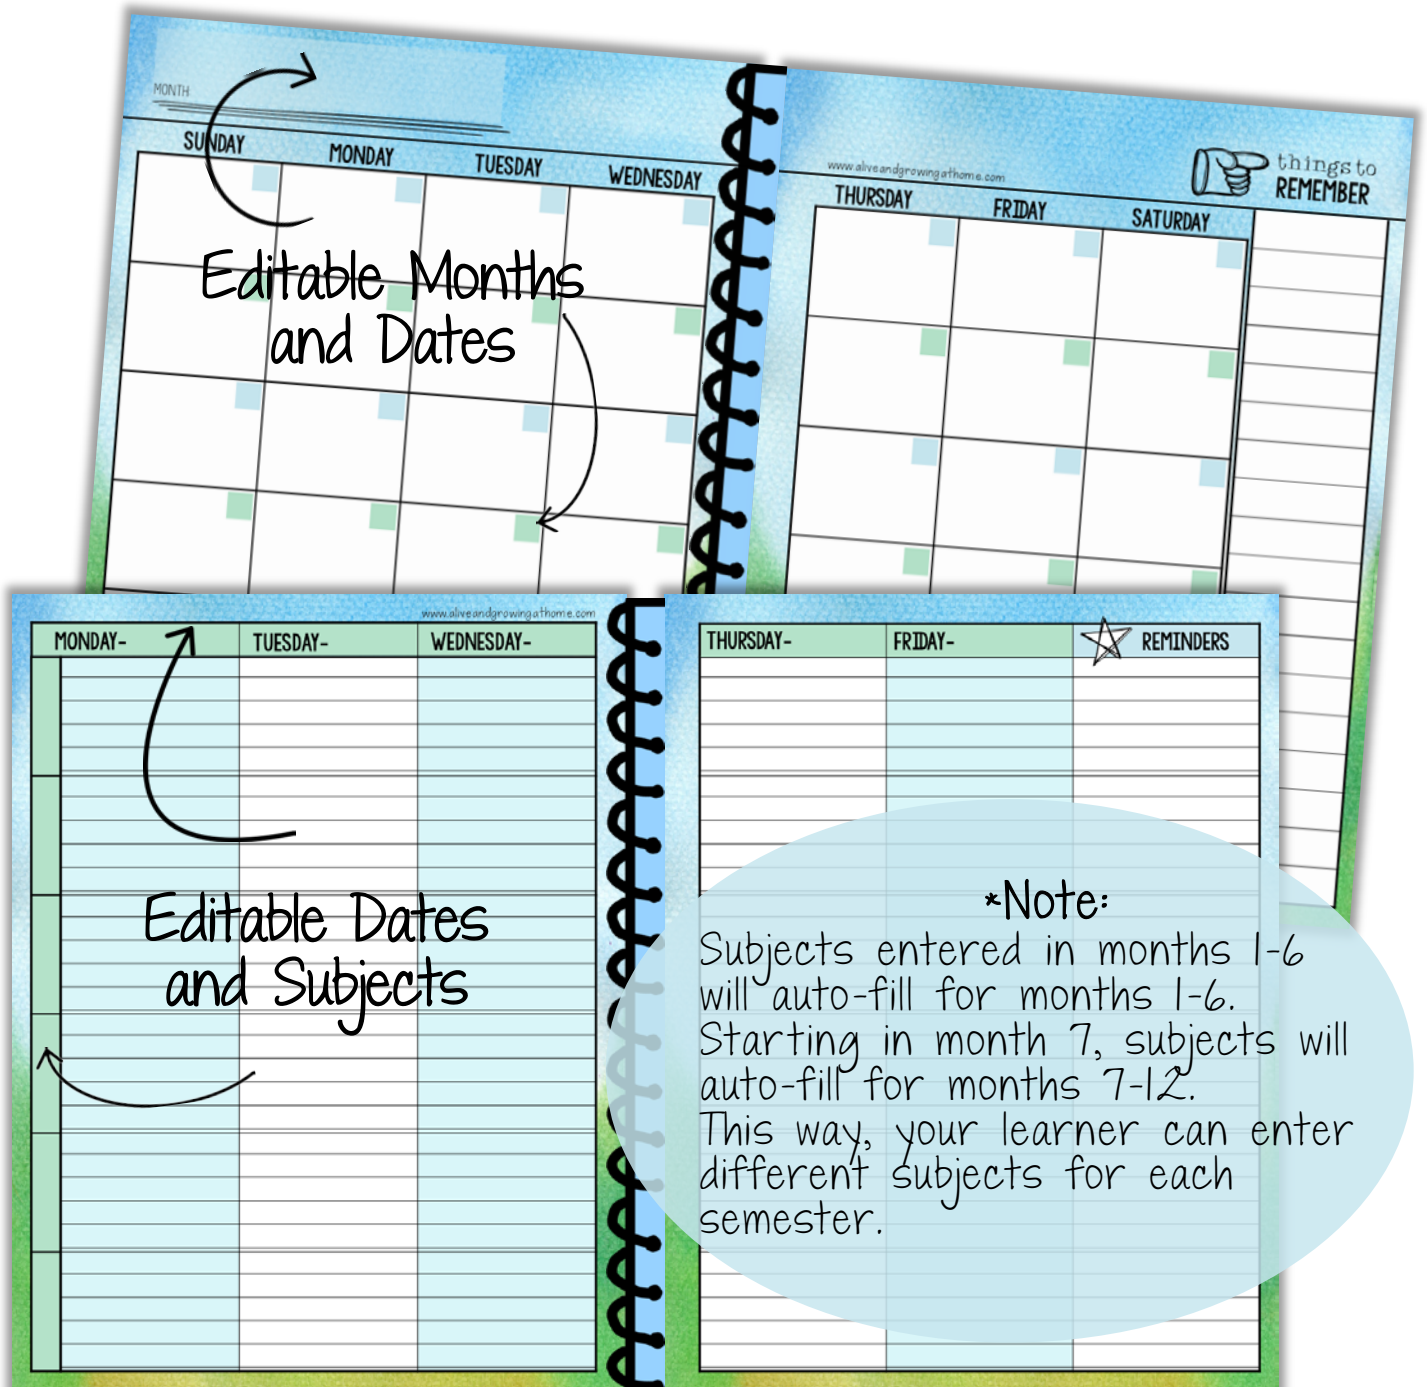 MONTH
SUNDAY
MONDAY
TUESDAY
WEDNESDAY
www.aliveandgrowingathome.com
things to
REMEMBER
THURSDAY
FRIDAY
SATURDAY
Editable Months
and Dates
www.aliveandgrowingathome.com
MONDAY-
TUESDAY-
WEDNESDAY-
THURSDAY-
FRIDAY-
REMINDERS
Editable Dates
and Subjects
*Note:
Subjects entered in months 1-6
will auto-fill for months 1-6.
Starting in month 7, subjects will
auto-fill for months 7-12.
This way, your learner can enter
different subjects for each
semester.